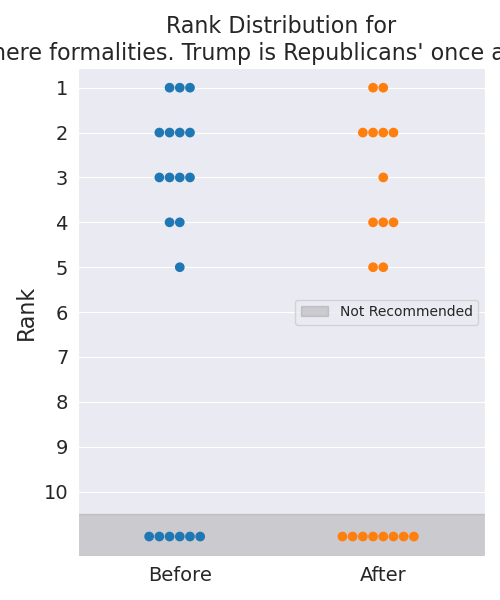 Rank Distribution for
here formalities. Trump is Republicans' once a
1
2
3
4
5
6
7
8
9
10
Rank
Not Recommended
Before
After